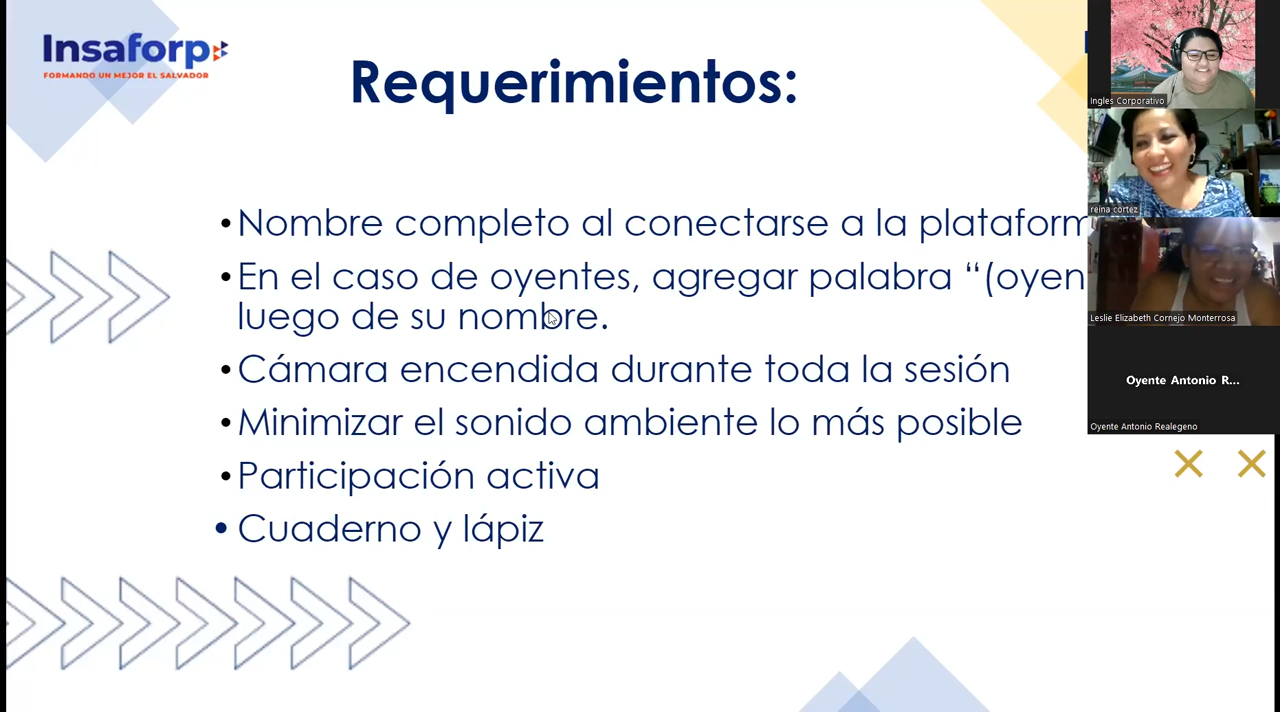 Insaforp
FORMANDO UN MEJOR EL SALVADOR
Requerimientos:
• Nombre completo al conectarse a la plataform
• En el caso de oyentes, agregar palabra “(oyen
luego de su nombre.
• Cámara encendida durante toda la sesión
• Minimizar el sonido ambiente lo más posible
• Participación activa
• Cuaderno y lápiz
Ingles Corporativo
reina cortez
Leslie Elizabeth Cornejo Monterrosa
Oyente Antonio R...
Oyente Antonio Realegeno